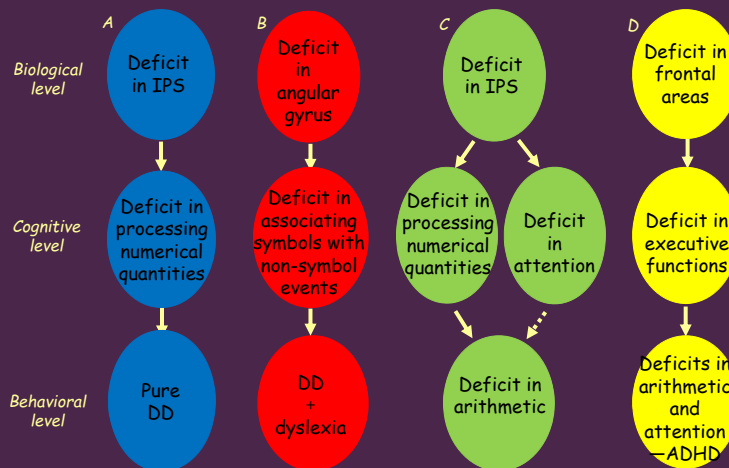 A
B
C
D
Biological
level
Deficit
in IPS
Deficit
in
angular
gyrus
Deficit
in IPS
Deficit in
frontal
areas
Cognitive
level
Deficit in
processing
numerical
quantities
Deficit in
associating
symbols with
non-symbol
events
Deficit in
processing
numerical
quantities
Deficit
in
attention
Deficit in
executive
functions
Behavioral
level
Pure
DD
DD
+
dyslexia
Deficit in
arithmetic
Deficits in
arithmetic
and
attention
—ADHD